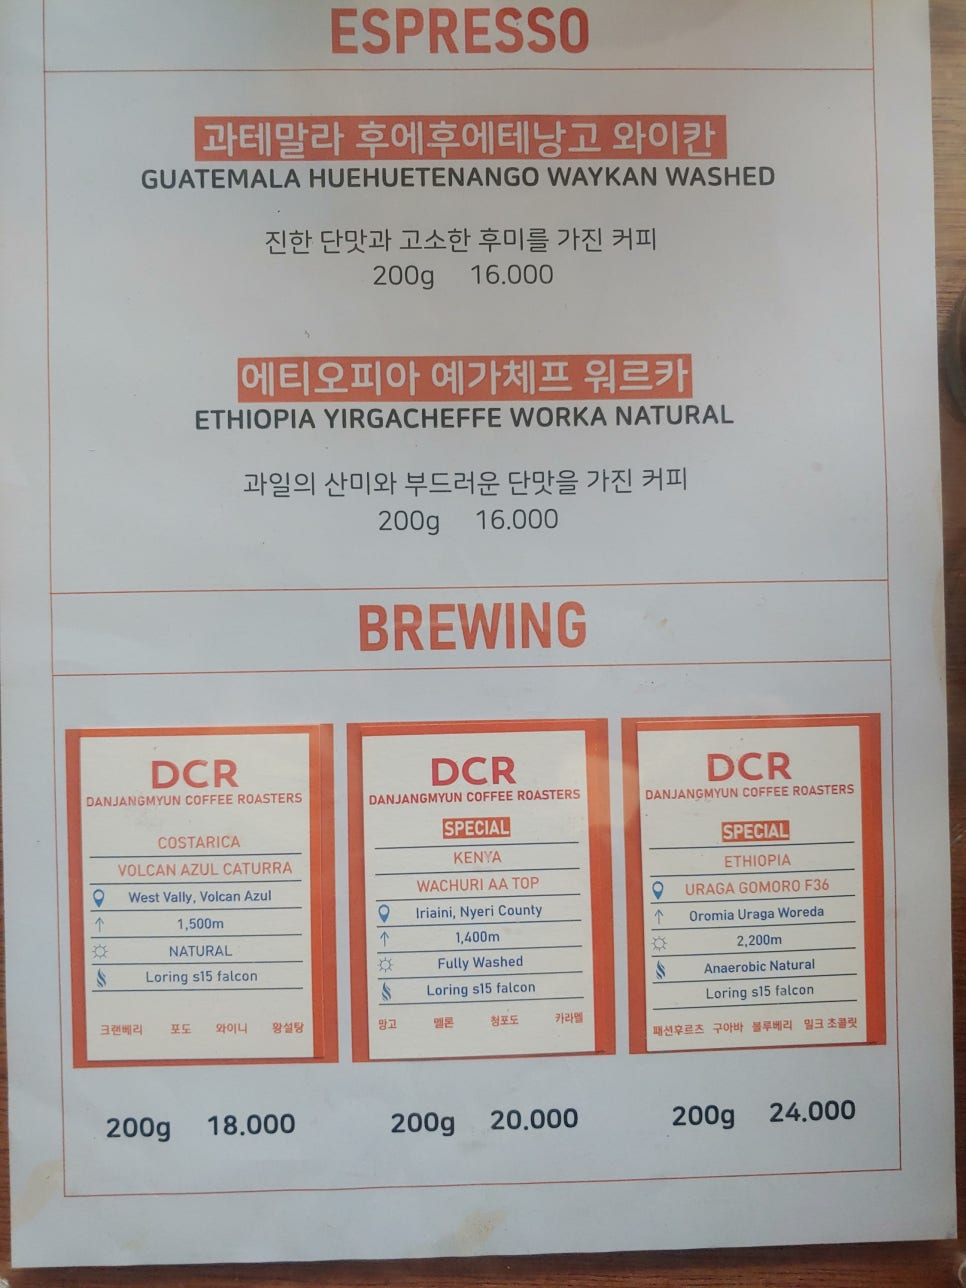 ESPRESSO
과테말라 후에후에테낭고 와이칸
GUATEMALA HUEHUETENANGO WAYKAN WASHED
진한 단맛과 고소한 후미를 가진 커피
200g 16.000
에티오피아 예가체프 워르카
ETHIOPIA YIRGACHEFFE WORKA NATURAL
과일의 산미와 부드러운 단맛을 가진 커피
200g 16.000
BREWING
DCR
DANJANGMYUN COFFEE ROASTERS
COSTARICA
VOLCAN AZUL CATURRA
West Vally, Volcan Azul
1,500m
NATURAL
Loring s15 falcon
크랜베리 포도 와이니 황설탕
200g 18.000
DCR
DANJANGMYUN COFFEE ROASTERS
SPECIAL
KENYA
WACHURI AA TOP
Iriaini, Nyeri County
1,400m
Fully Washed
Loring s15 falcon
망고 멜론 청포도 카라멜
200g 20.000
DCR
DANJANGMYUN COFFEE ROASTERS
SPECIAL
ETHIOPIA
URAGA GOMORO F36
Oromia Uraga Woreda
2,200m
Anaerobic Natural
Loring s15 falcon
패션후르츠 구아바 블루베리 밀크 초콜릿
200g 24.000